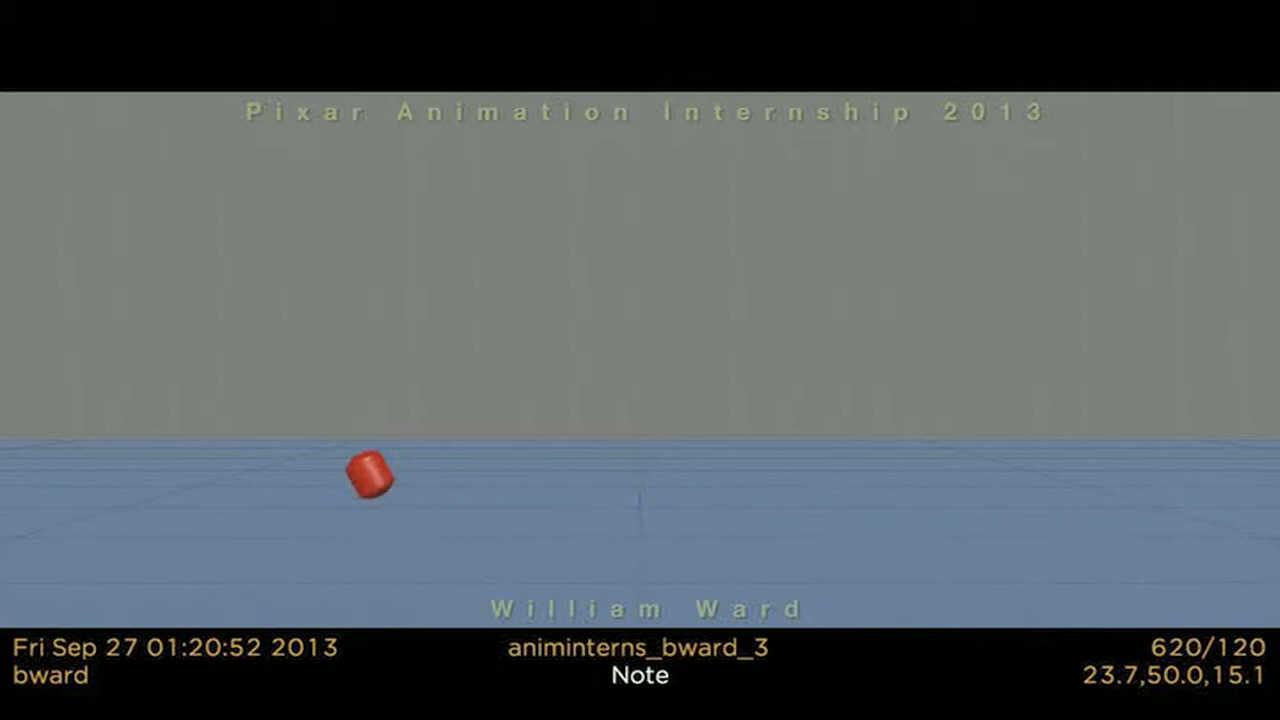 Pixar Animation Internship 2013
William Ward
Fri Sep 27 01:20:52 2013 animinterns_bward_3 620/120
bward Note 23.7,50.0,15.1